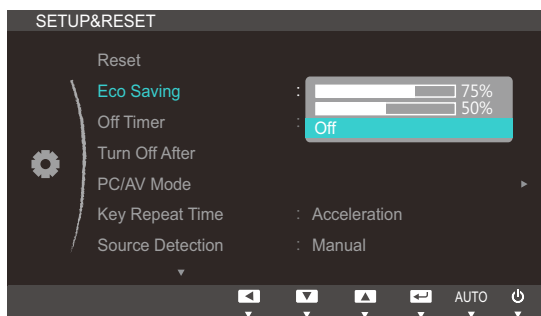 SETUP&RESET
Reset
Eco Saving : 75%
50%
Off Timer : Off
Turn Off After
PC/AV Mode
Key Repeat Time : Acceleration
Source Detection : Manual
AUTO